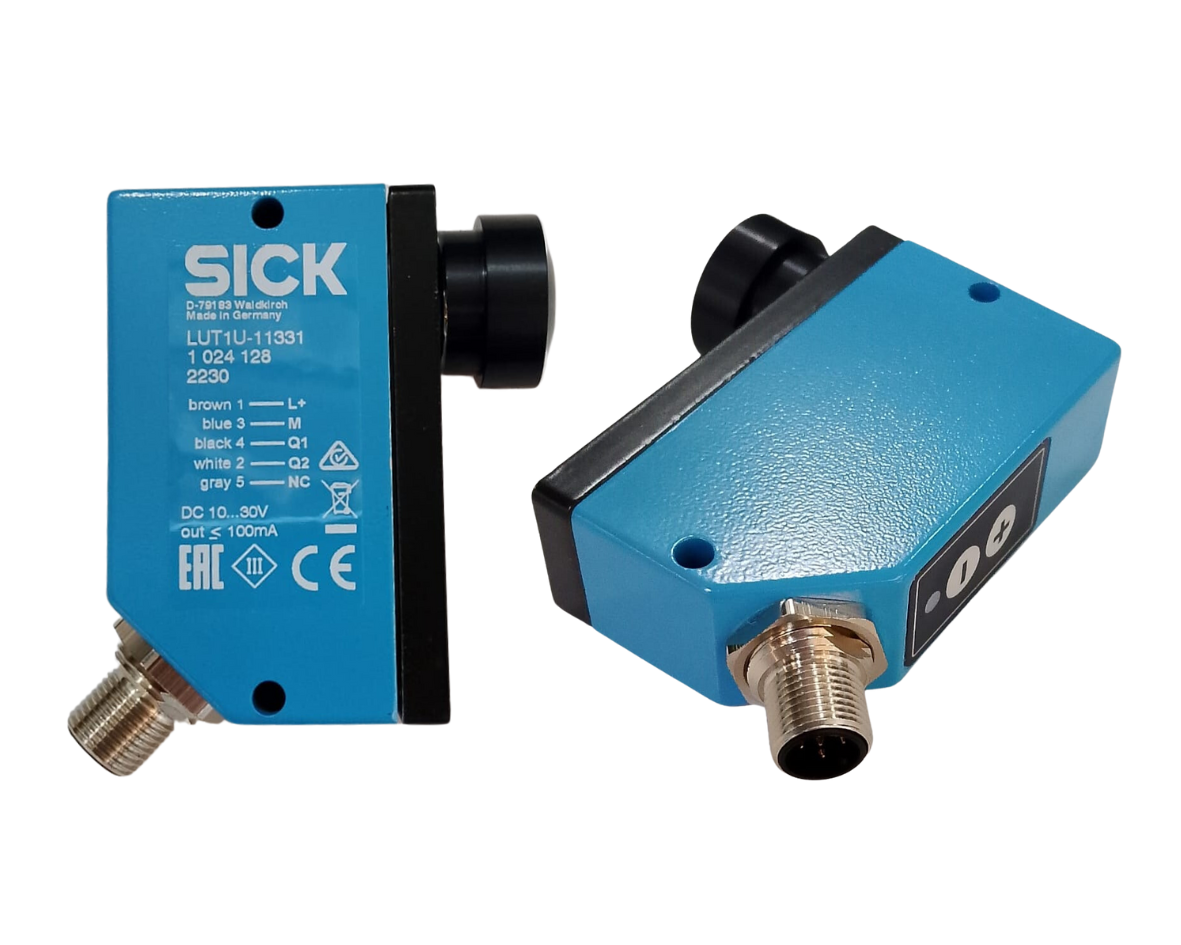 SICK
D-79183 Waldkirch
Made in Germany
LUT1U-11331
1 024 128
2230
brown 1 — L+
blue 3 — M
black 4 — Q1
white 2 — Q2
gray 5 — NC
DC 10...30V
out ≤ 100mA
EAC III CE